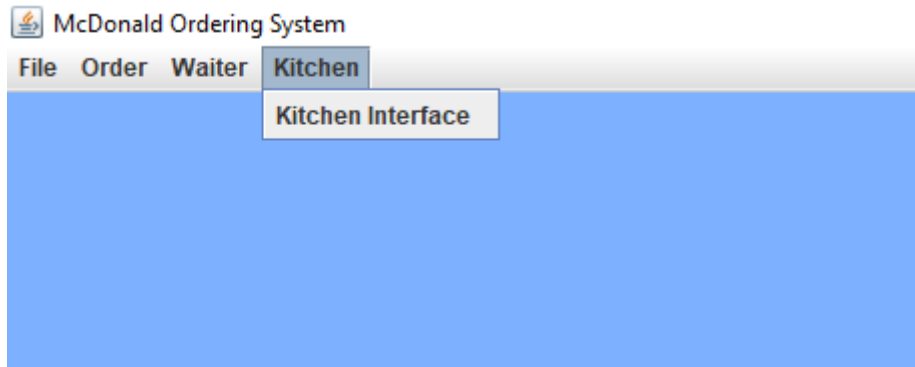 McDonald Ordering System
File Order Waiter Kitchen
Kitchen Interface